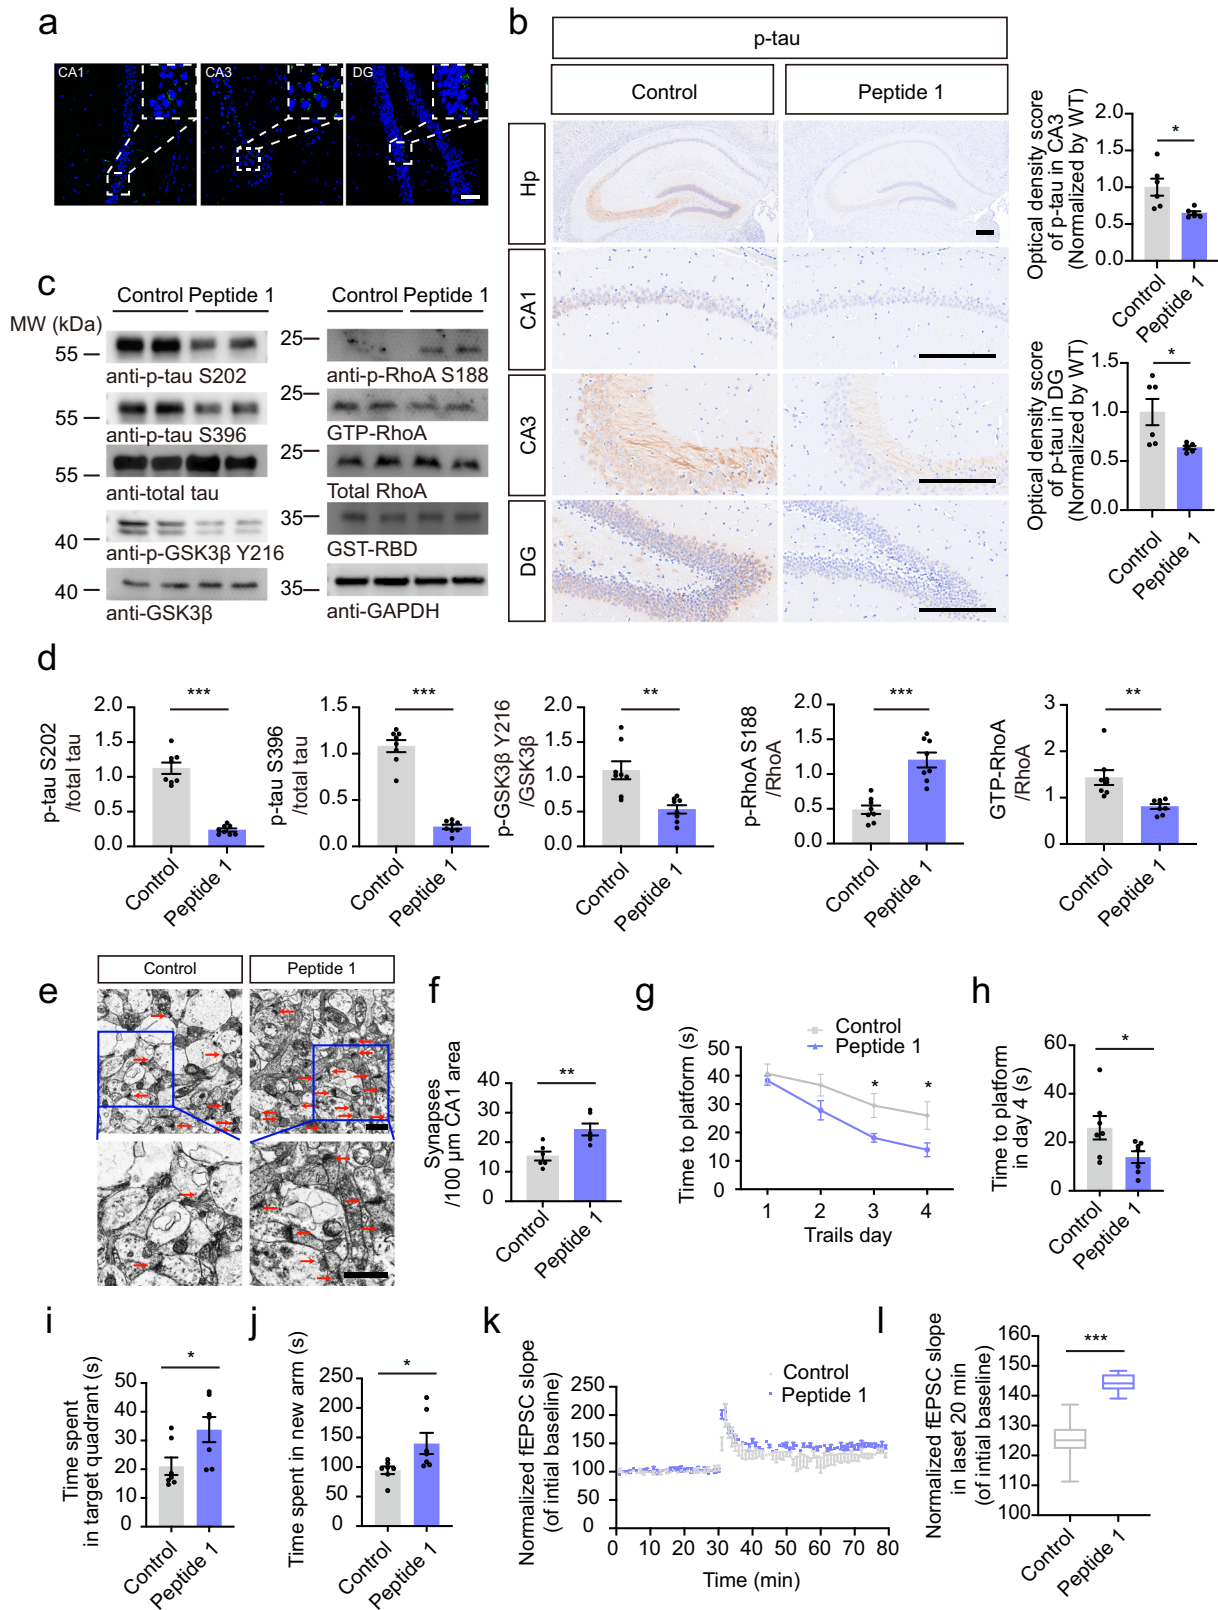 a
CA1
CA3
DG
b
p-tau
Control
Peptide 1
Hp
CA1
CA3
DG
Optical density score
of p-tau in CA3
(Normalized by WT)
1.5
*
2.0
1.5
1.0
0.5
0.0
Control
Peptide 1
Optical density score
of p-tau in DG
(Normalized by WT)
*
1.5
1.0
0.5
0.0
Control
Peptide 1
c
Control Peptide 1
MW (kDa)
55
anti-p-tau S202
55
anti-p-tau S396
55
anti-total tau
40
anti-p-GSK3β Y216
40
anti-GSK3β
Control Peptide 1
25
anti-p-RhoA S188
25
GTP-RhoA
25
Total RhoA
35
GST-RBD
35
anti-GAPDH
d
p-tau S202
/total tau
***
2.0
1.5
1.0
0.5
0.0
Control
Peptide 1
p-tau S396
/total tau
***
1.5
1.0
0.5
0.0
Control
Peptide 1
p-GSK3β Y216
/GSK3β
**
2.0
1.5
1.0
0.5
0.0
Control
Peptide 1
p-RhoA S188
/RhoA
***
2.0
1.5
1.0
0.5
0.0
Control
Peptide 1
GTP-RhoA
/RhoA
**
3
2
1
0
Control
Peptide 1
e
Control
Peptide 1
f
Synapses
/100 μm CA1 area
**
40
30
20
10
0
Control
Peptide 1
g
Control
Peptide 1
Time to platform (s)
50
40
30
20
10
0
*
*
1 2 3 4
Trails day
h
Time to platform
in day 4 (s)
*
60
40
20
0
Control
Peptide 1
i
Time spent
in target quadrant (s)
*
50
40
30
20
10
0
Control
Peptide 1
j
Time spent in new arm (s)
*
250
200
150
100
50
0
Control
Peptide 1
k
Normalized fEPSC slope
(of intial baseline)
Control
Peptide 1
250
200
150
100
50
0
0 10 20 30 40 50 60 70 80
Time (min)
l
Normalized fEPSC slope
in laset 20 min
(of intial baseline)
***
160
150
140
130
120
110
100
Control
Peptide 1